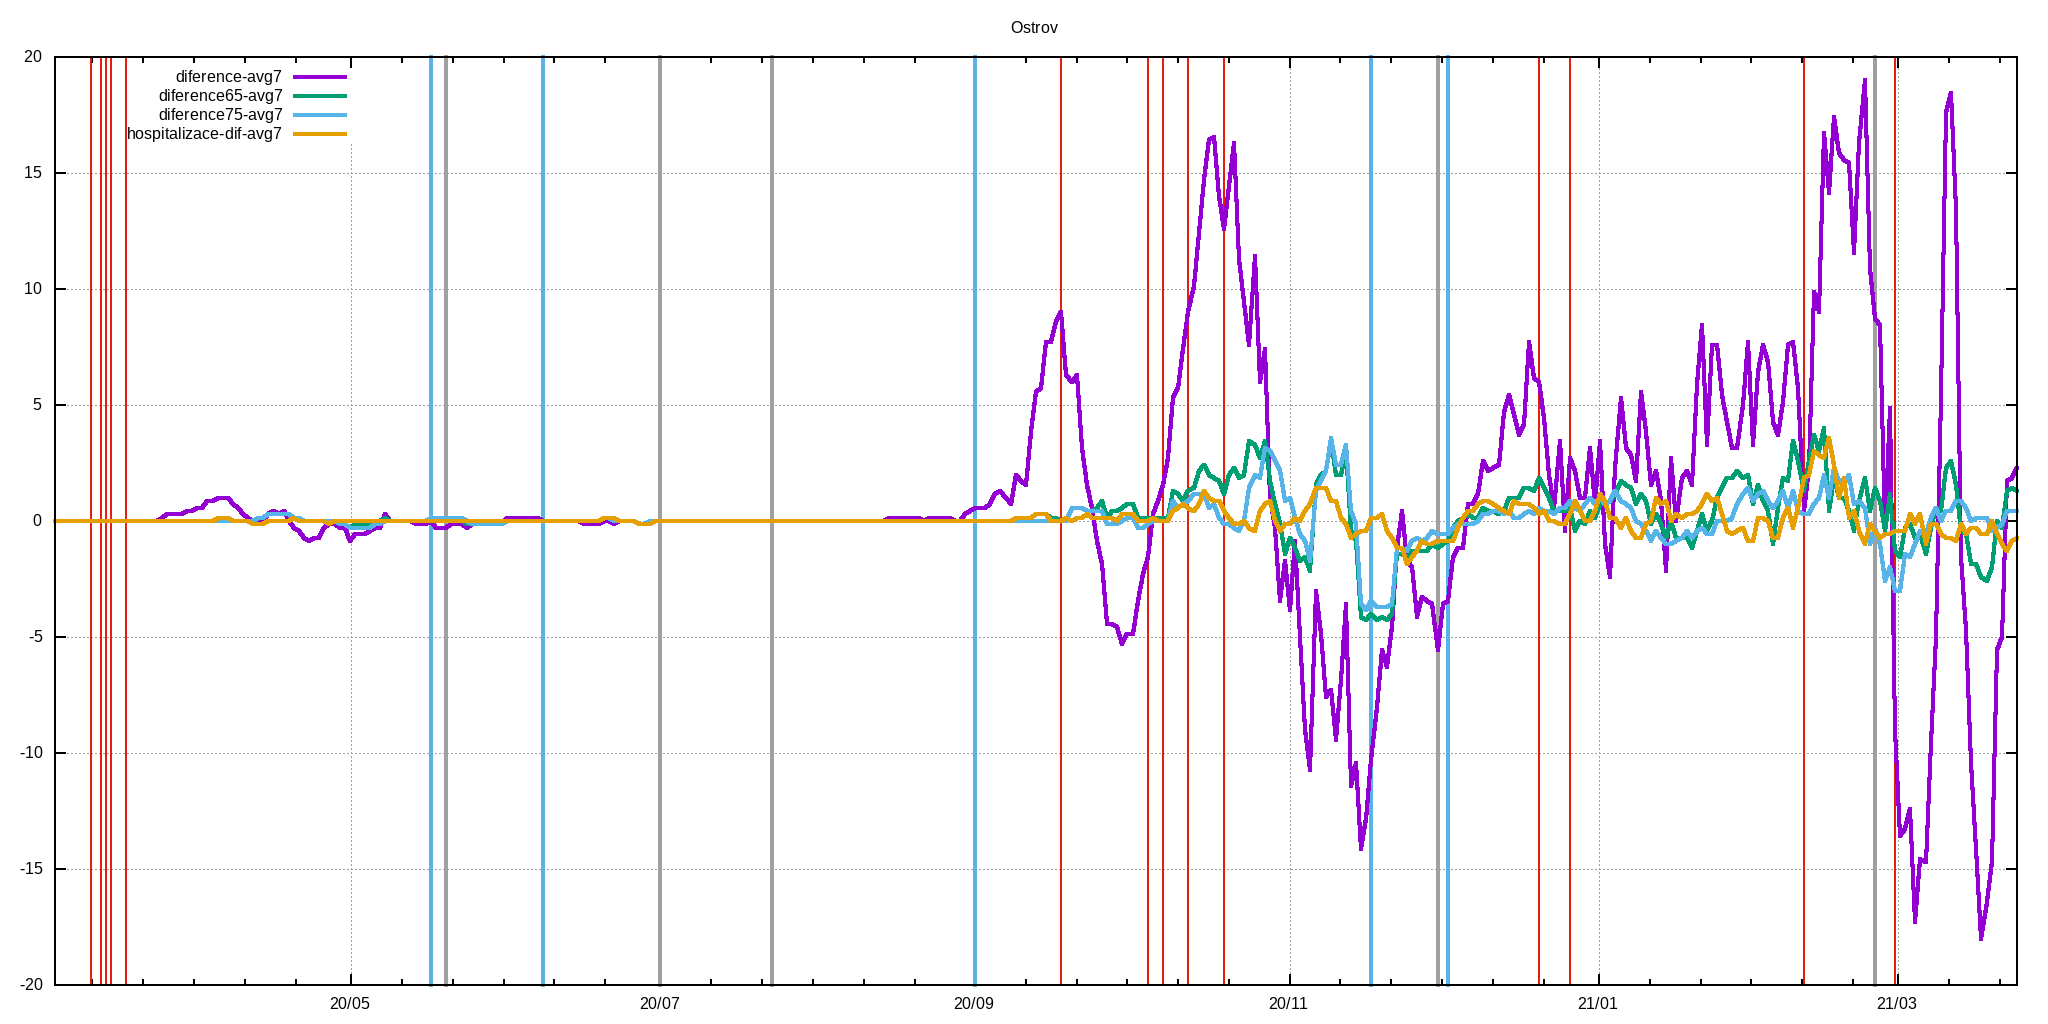 Ostrov
20
diference-avg7
diference65-avg7
diference75-avg7
hospitalizace-dif-avg7
15
10
5
0
-5
-10
-15
-20
20/05 20/07 20/09 20/11 21/01 21/03